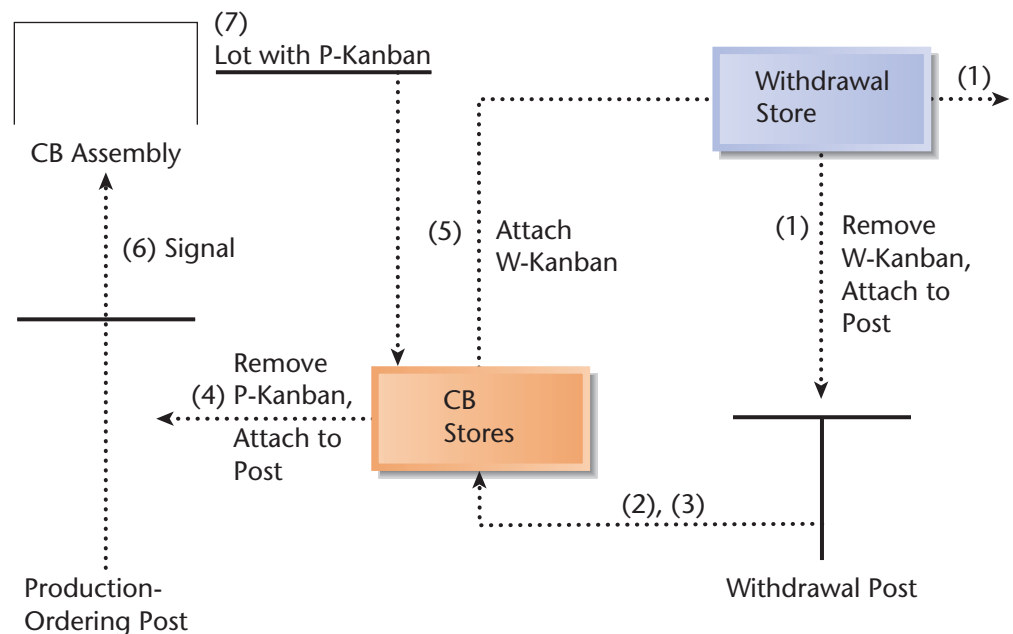 (7)
Lot with P-Kanban
Withdrawal
Store
(1)
CB Assembly
(5)
Attach
W-Kanban
(1)
Remove
W-Kanban,
Attach to
Post
(6) Signal
Remove
(4) P-Kanban,
Attach to
Post
CB
Stores
(2), (3)
Production-
Ordering Post
Withdrawal Post